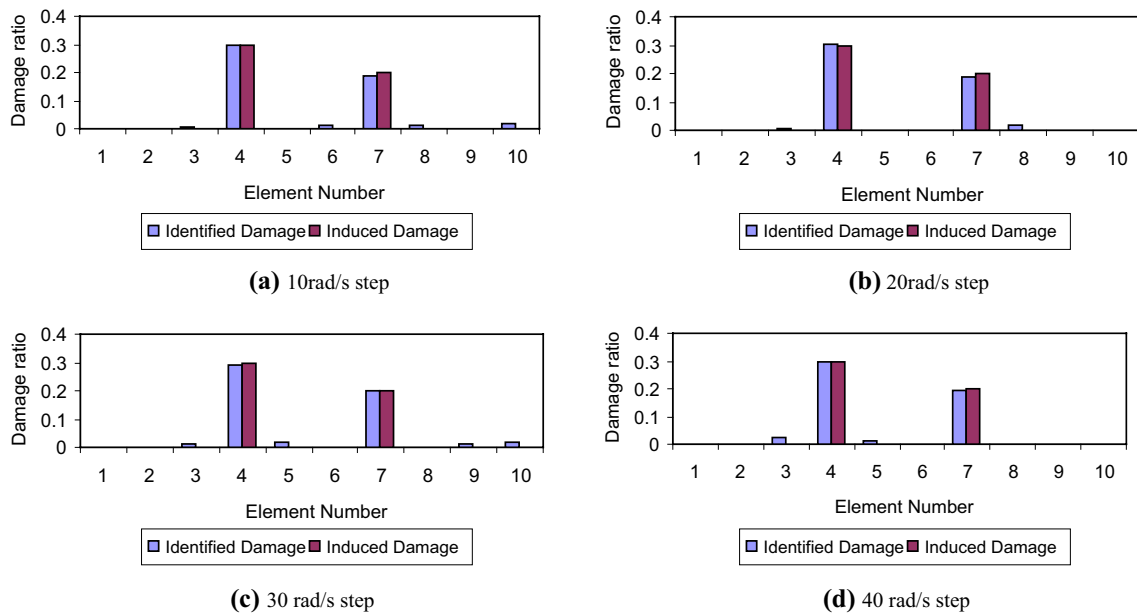 Damage ratio
0.4
0.3
0.2
0.1
0
1 2 3 4 5 6 7 8 9 10
Element Number
Identified Damage Induced Damage
(a) 10rad/s step
Damage ratio
0.4
0.3
0.2
0.1
0
1 2 3 4 5 6 7 8 9 10
Element Number
Identified Damage Induced Damage
(b) 20rad/s step
Damage ratio
0.4
0.3
0.2
0.1
0
1 2 3 4 5 6 7 8 9 10
Element Number
Identified Damage Induced Damage
(c) 30 rad/s step
Damage ratio
0.4
0.3
0.2
0.1
0
1 2 3 4 5 6 7 8 9 10
Element Number
Identified Damage Induced Damage
(d) 40 rad/s step